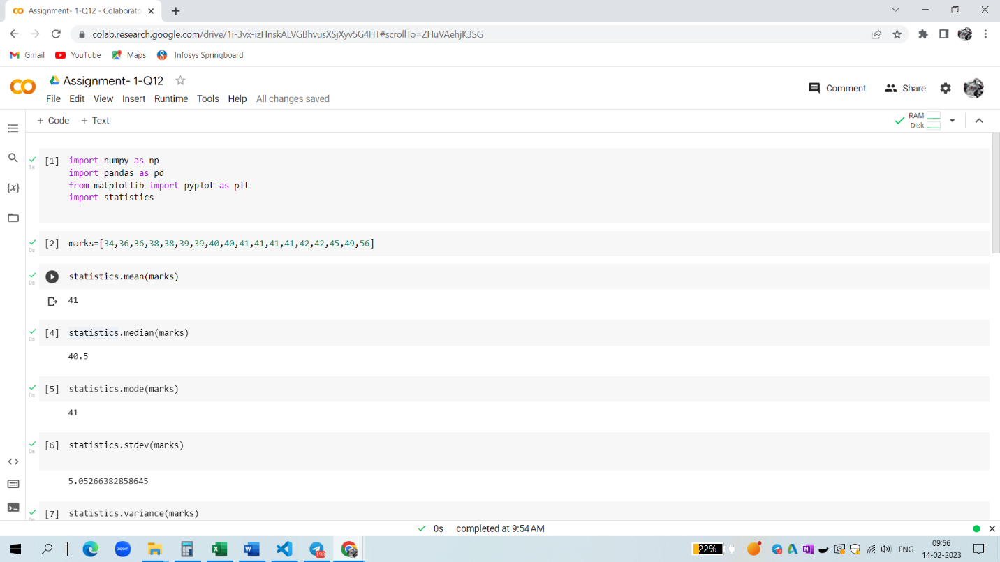 Assignment- 1-Q12 - Colaborato
colab.research.google.com/drive/1i-3vx-izHnskALVGBhvusXSjXyv5G4HT#scrollTo=ZHuVAehjK3SG
Gmail YouTube Maps Infosys Springboard
Assignment- 1-Q12
Comment Share
File Edit View Insert Runtime Tools Help All changes saved
+ Code + Text
RAM
Disk
{x}
1s
[1] import numpy as np
import pandas as pd
from matplotlib import pyplot as plt
import statistics
0s
[2] marks=[34,36,36,38,38,39,39,40,40,41,41,41,41,42,42,45,49,56]
0s
statistics.mean(marks)
41
0s
[4] statistics.median(marks)
40.5
0s
[5] statistics.mode(marks)
41
0s
[6] statistics.stdev(marks)
5.05266382858645
0s
[7] statistics.variance(marks)
0s completed at 9:54 AM
zoom
198
22%
ENG
09:56
14-02-2023